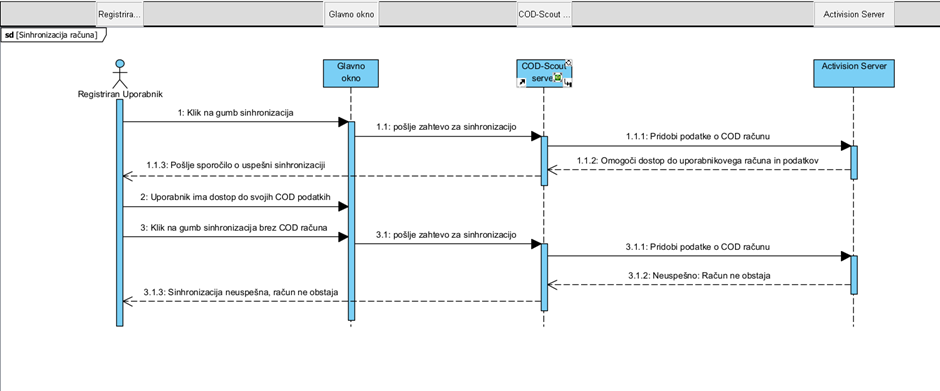 Registrira...
Glavno okno
COD-Scout ...
Activision Server
sd [Sinhronizacija računa]
Glavno
okno
COD-Scout
server
Activision Server
Registriran Uporabnik
1: Klik na gumb sinhronizacija
1.1: pošlje zahtevo za sinhronizacijo
1.1.1: Pridobi podatke o COD računu
1.1.2: Omogoči dostop do uporabnikovega računa in podatkov
1.1.3: Pošlje sporočilo o uspešni sinhronizaciji
2: Uporabnik ima dostop do svojih COD podatkih
3: Klik na gumb sinhronizacija brez COD računa
3.1: pošlje zahtevo za sinhronizacijo
3.1.1: Pridobi podatke o COD računu
3.1.2: Neuspešno: Račun ne obstaja
3.1.3: Sinhronizacija neuspešna, račun ne obstaja